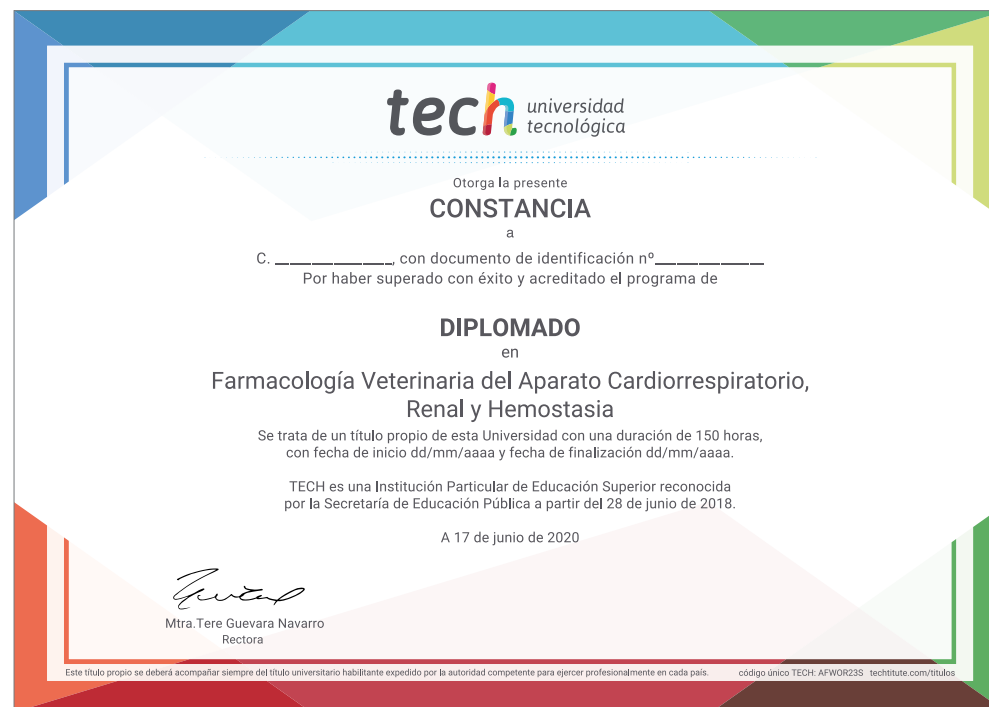 tech universidad
tecnológica
Otorga la presente
CONSTANCIA
a
C. ______________, con documento de identificación nº_____________
Por haber superado con éxito y acreditado el programa de
DIPLOMADO
en
Farmacología Veterinaria del Aparato Cardiorrespiratorio,
Renal y Hemostasia
Se trata de un título propio de esta Universidad con una duración de 150 horas,
con fecha de inicio dd/mm/aaaa y fecha de finalización dd/mm/aaaa.
TECH es una Institución Particular de Educación Superior reconocida
por la Secretaría de Educación Pública a partir del 28 de junio de 2018.
A 17 de junio de 2020
Mtra.Tere Guevara Navarro
Rectora
Este título propio se deberá acompañar siempre del título universitario habilitante expedido por la autoridad competente para ejercer profesionalmente en cada país. código único TECH: AFWOR23S techtitute.com/titulos